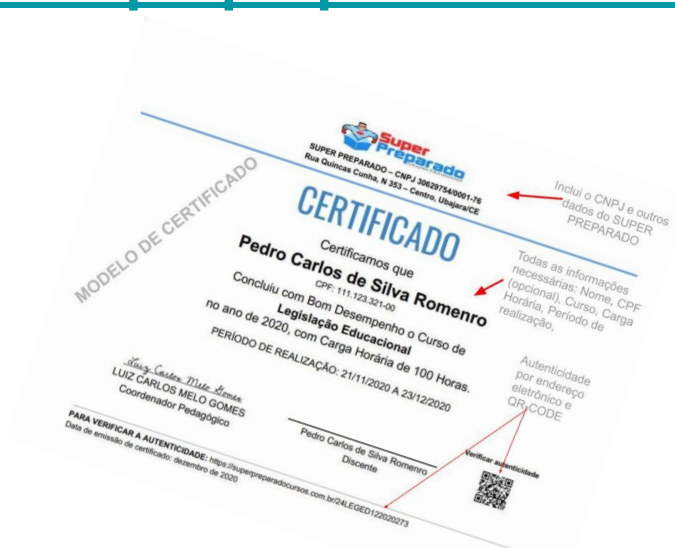 Super
Preparado
SUPER PREPARADO – CNPJ 30629754/0001-76
Rua Quincas Cunha, N 353 – Centro, Ubajara/CE
CERTIFICADO
Certificamos que
Pedro Carlos de Silva Romenro
CPF: 111.123.321-00
Concluiu com Bom Desempenho o Curso de
Legislação Educacional
no ano de 2020, com Carga Horária de 100 Horas.
PERÍODO DE REALIZAÇÃO: 21/11/2020 A 23/12/2020
Luiz Carlos Melo Gomes
LUIZ CARLOS MELO GOMES
Coordenador Pedagógico
Pedro Carlos de Silva Romenro
Discente
Verificar autenticidade
PARA VERIFICAR A AUTENTICIDADE: https://superpreparadocursos.com.br/24LEGED122020273
Data de emissão de certificado: dezembro de 2020
MODELO DE CERTIFICADO
Inclui o CNPJ e outros
dados do SUPER
PREPARADO
Todas as informações
necessárias: Nome, CPF
(opcional), Curso, Carga
Horária, Período de
realização.
Autenticidade
por endereço
eletrônico e
QR-CODE